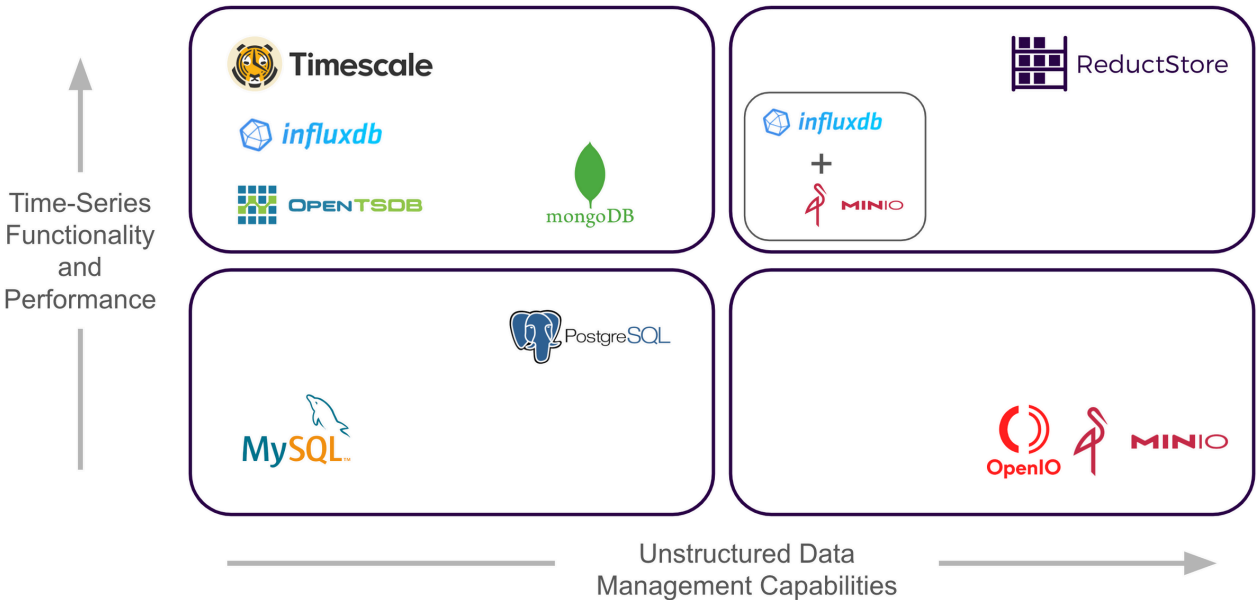 Timescale
influxdb
OPENTSDB
mongoDB
ReductStore
influxdb
+
MINIO
Time-Series
Functionality
and
Performance
PostgreSQL
MySQL™
OpenIO
MINIO
Unstructured Data
Management Capabilities